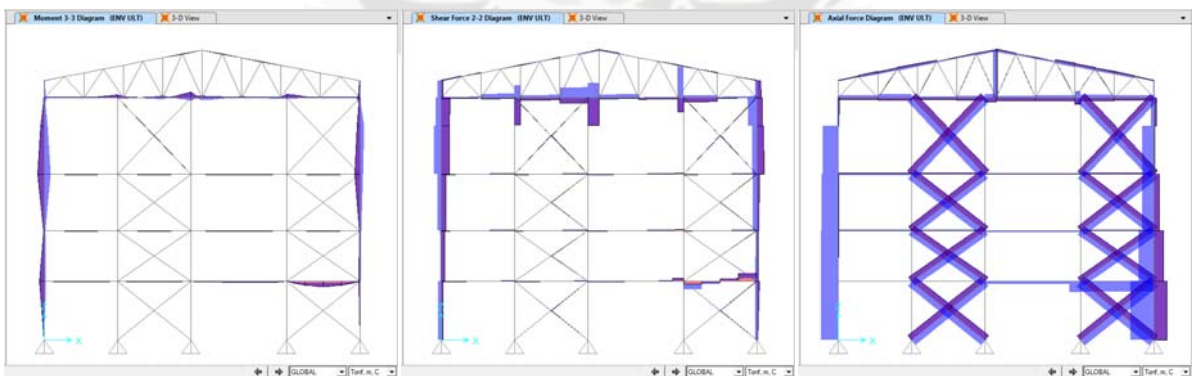 Moment 3-3 Diagram (ENV ULT)
3-D View
Shear Force 2-2 Diagram (ENV ULT)
3-D View
Axial Force Diagram (ENV ULT)
3-D View
X
X
X
GLOBAL
Tonf, m, C
GLOBAL
Tonf, m, C
GLOBAL
Tonf, m, C